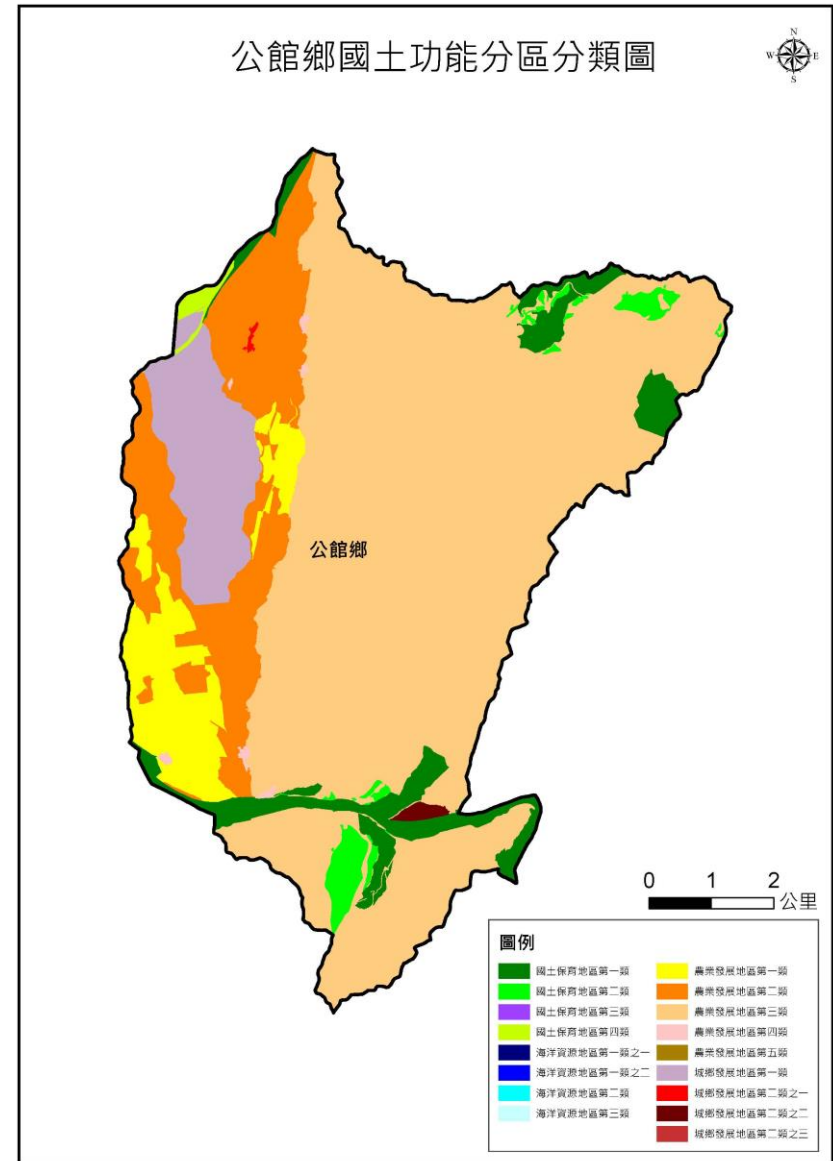 公館鄉國土功能分區分類圖
N
W E
S
公館鄉
0 1 2
公里
圖例
國土保育地區第一類
國土保育地區第二類
國土保育地區第三類
國土保育地區第四類
海洋資源地區第一類之一
海洋資源地區第一類之二
海洋資源地區第二類
海洋資源地區第三類
農業發展地區第一類
農業發展地區第二類
農業發展地區第三類
農業發展地區第四類
農業發展地區第五類
城鄉發展地區第一類
城鄉發展地區第二類之一
城鄉發展地區第二類之二
城鄉發展地區第二類之三